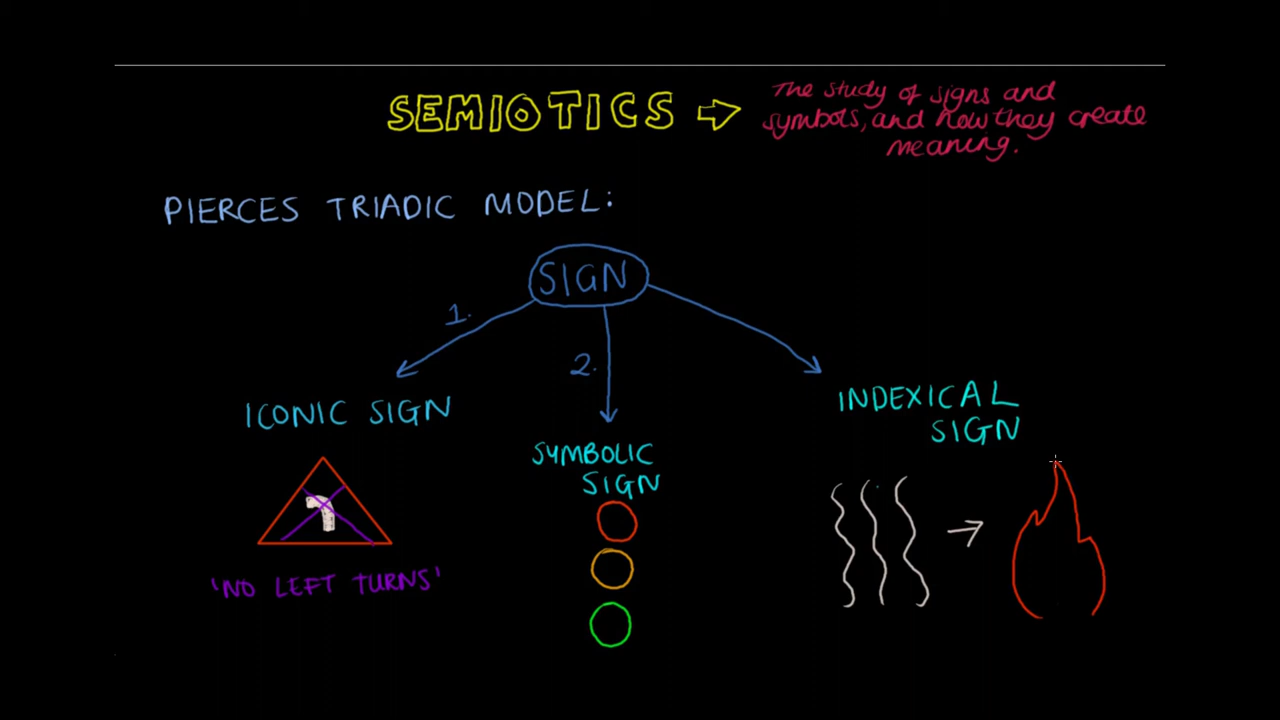 SEMIOTICS
The study of signs and
symbols, and how they create
meaning.
PIERCES TRIADIC MODEL:
SIGN
1.
2.
ICONIC SIGN
INDEXICAL
SIGN
SYMBOLIC
SIGN
'NO LEFT TURNS'